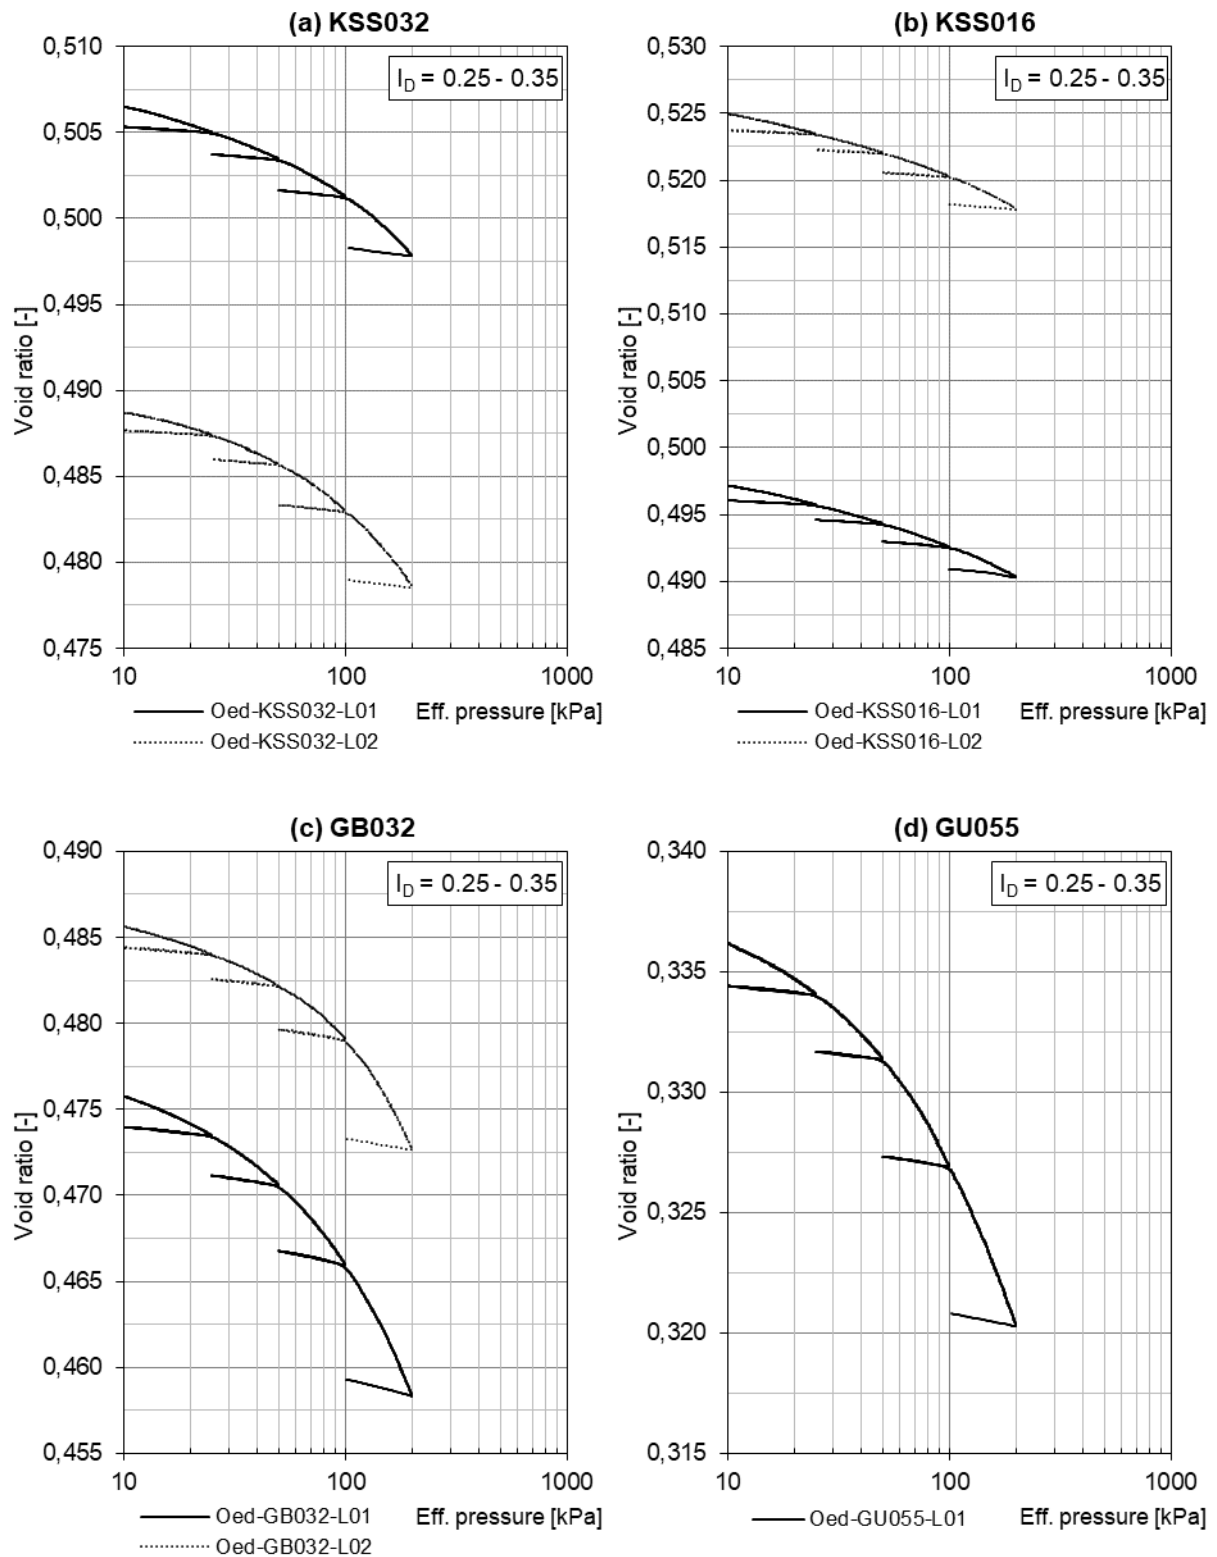 (a) KSS032
I_D = 0.25 - 0.35
0,510
0,505
0,500
0,495
0,490
0,485
0,480
0,475
Void ratio [-]
10 100 1000
Eff. pressure [kPa]
Oed-KSS032-L01
Oed-KSS032-L02
(b) KSS016
I_D = 0.25 - 0.35
0,530
0,525
0,520
0,515
0,510
0,505
0,500
0,495
0,490
0,485
Void ratio [-]
10 100 1000
Eff. pressure [kPa]
Oed-KSS016-L01
Oed-KSS016-L02
(c) GB032
I_D = 0.25 - 0.35
0,490
0,485
0,480
0,475
0,470
0,465
0,460
0,455
Void ratio [-]
10 100 1000
Eff. pressure [kPa]
Oed-GB032-L01
Oed-GB032-L02
(d) GU055
I_D = 0.25 - 0.35
0,340
0,335
0,330
0,325
0,320
0,315
Void ratio [-]
10 100 1000
Eff. pressure [kPa]
Oed-GU055-L01